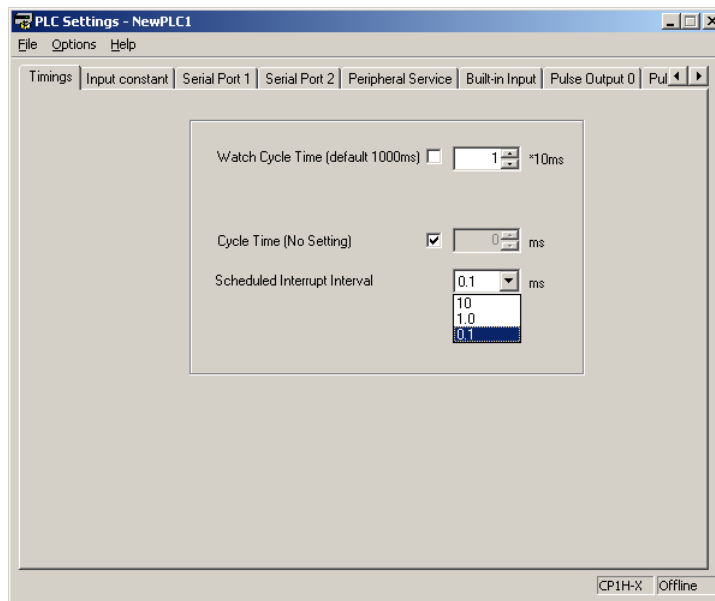 PLC Settings - NewPLC1
File Options Help
Timings Input constant Serial Port 1 Serial Port 2 Peripheral Service Built-in Input Pulse Output 0 Pul
Watch Cycle Time (default 1000ms) 1 *10ms
Cycle Time (No Setting) 0 ms
Scheduled Interrupt Interval 0.1 ms
10
1.0
0.1
CP1H-X Offline